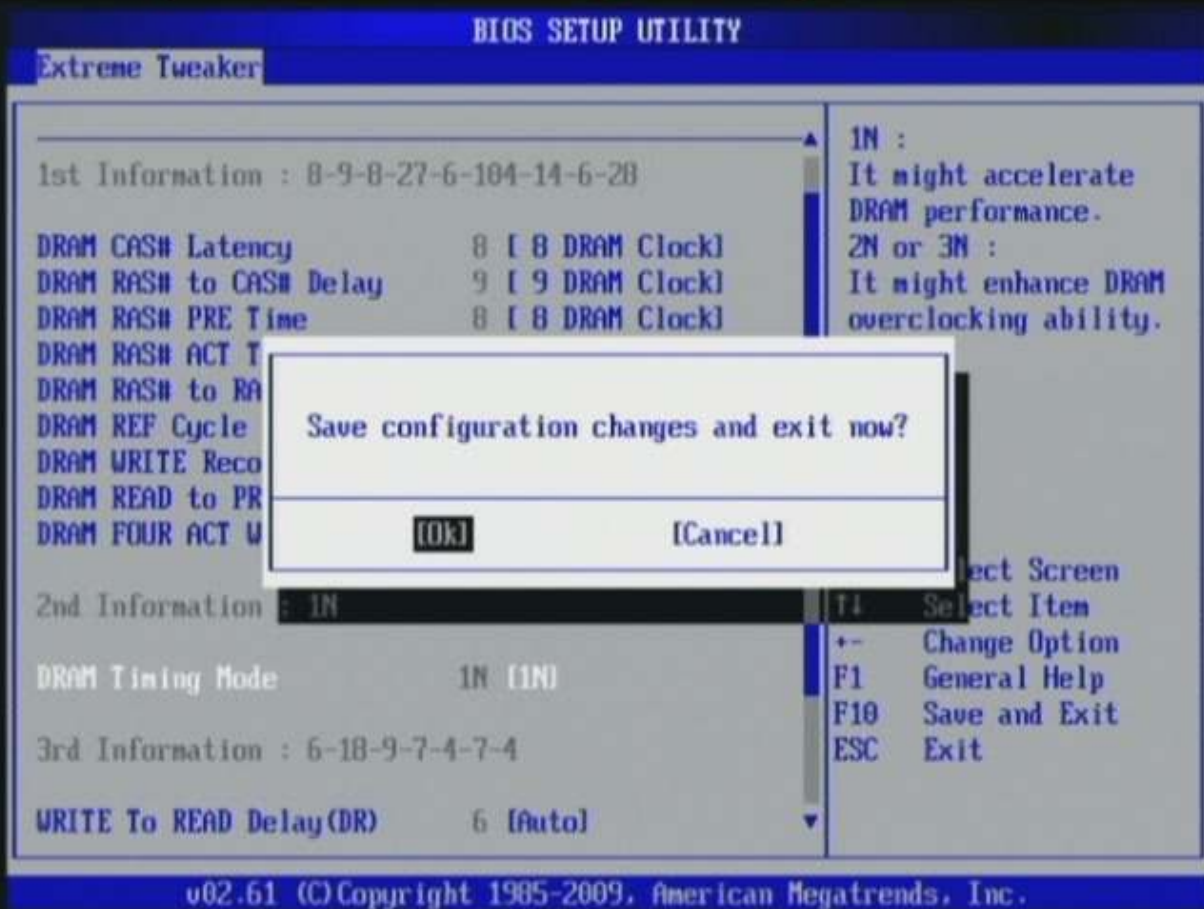 BIOS SETUP UTILITY
Extreme Tweaker
1st Information : 8-9-8-27-6-104-14-6-28
DRAM CAS# Latency 8 [ 8 DRAM Clock]
DRAM RAS# to CAS# Delay 9 [ 9 DRAM Clock]
DRAM RAS# PRE Time 8 [ 8 DRAM Clock]
DRAM RAS# ACT T
DRAM RAS# to RA
DRAM REF Cycle
DRAM WRITE Reco
DRAM READ to PR
DRAM FOUR ACT W
Save configuration changes and exit now?
[Ok] [Cancel]
2nd Information : 1N
DRAM Timing Mode 1N [1N]
3rd Information : 6-18-9-7-4-7-4
WRITE To READ Delay(DR) 6 [Auto]
1N :
It might accelerate
DRAM performance.
2N or 3N :
It might enhance DRAM
overclocking ability.
ect Screen
↑↓ Select Item
+- Change Option
F1 General Help
F10 Save and Exit
ESC Exit
v02.61 (C)Copyright 1985-2009, American Megatrends, Inc.